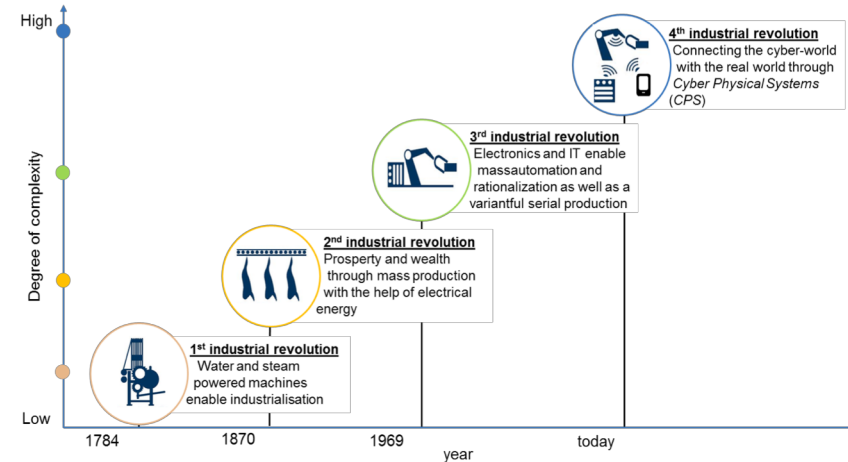 High
4th industrial revolution
Connecting the cyber-world
with the real world through
Cyber Physical Systems
(CPS)
3rd industrial revolution
Electronics and IT enable
massautomation and
rationalization as well as a
variantful serial production
Degree of complexity
2nd industrial revolution
Prosperty and wealth
through mass production
with the help of electrical
energy
1st industrial revolution
Water and steam
powered machines
enable industrialisation
Low
1784
1870
1969
today
year